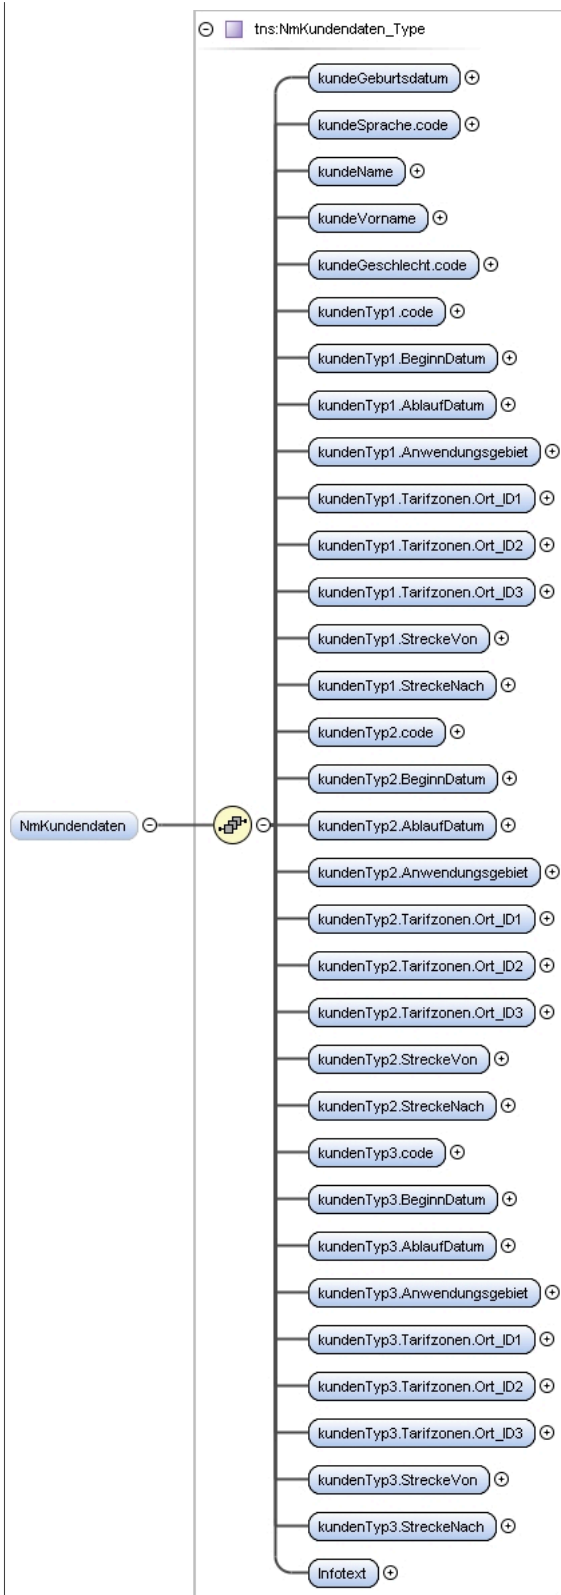 tns:NmKundendaten_Type
kundeGeburtsdatum
kundeSprache.code
kundeName
kundeVorname
kundeGeschlecht.code
kundenTyp1.code
kundenTyp1.BeginnDatum
kundenTyp1.AblaufDatum
kundenTyp1.Anwendungsgebiet
kundenTyp1.Tarifzonen.Ort_ID1
kundenTyp1.Tarifzonen.Ort_ID2
kundenTyp1.Tarifzonen.Ort_ID3
kundenTyp1.StreckeVon
kundenTyp1.StreckeNach
kundenTyp2.code
kundenTyp2.BeginnDatum
NmKundendaten
kundenTyp2.AblaufDatum
kundenTyp2.Anwendungsgebiet
kundenTyp2.Tarifzonen.Ort_ID1
kundenTyp2.Tarifzonen.Ort_ID2
kundenTyp2.Tarifzonen.Ort_ID3
kundenTyp2.StreckeVon
kundenTyp2.StreckeNach
kundenTyp3.code
kundenTyp3.BeginnDatum
kundenTyp3.AblaufDatum
kundenTyp3.Anwendungsgebiet
kundenTyp3.Tarifzonen.Ort_ID1
kundenTyp3.Tarifzonen.Ort_ID2
kundenTyp3.Tarifzonen.Ort_ID3
kundenTyp3.StreckeVon
kundenTyp3.StreckeNach
Infotext